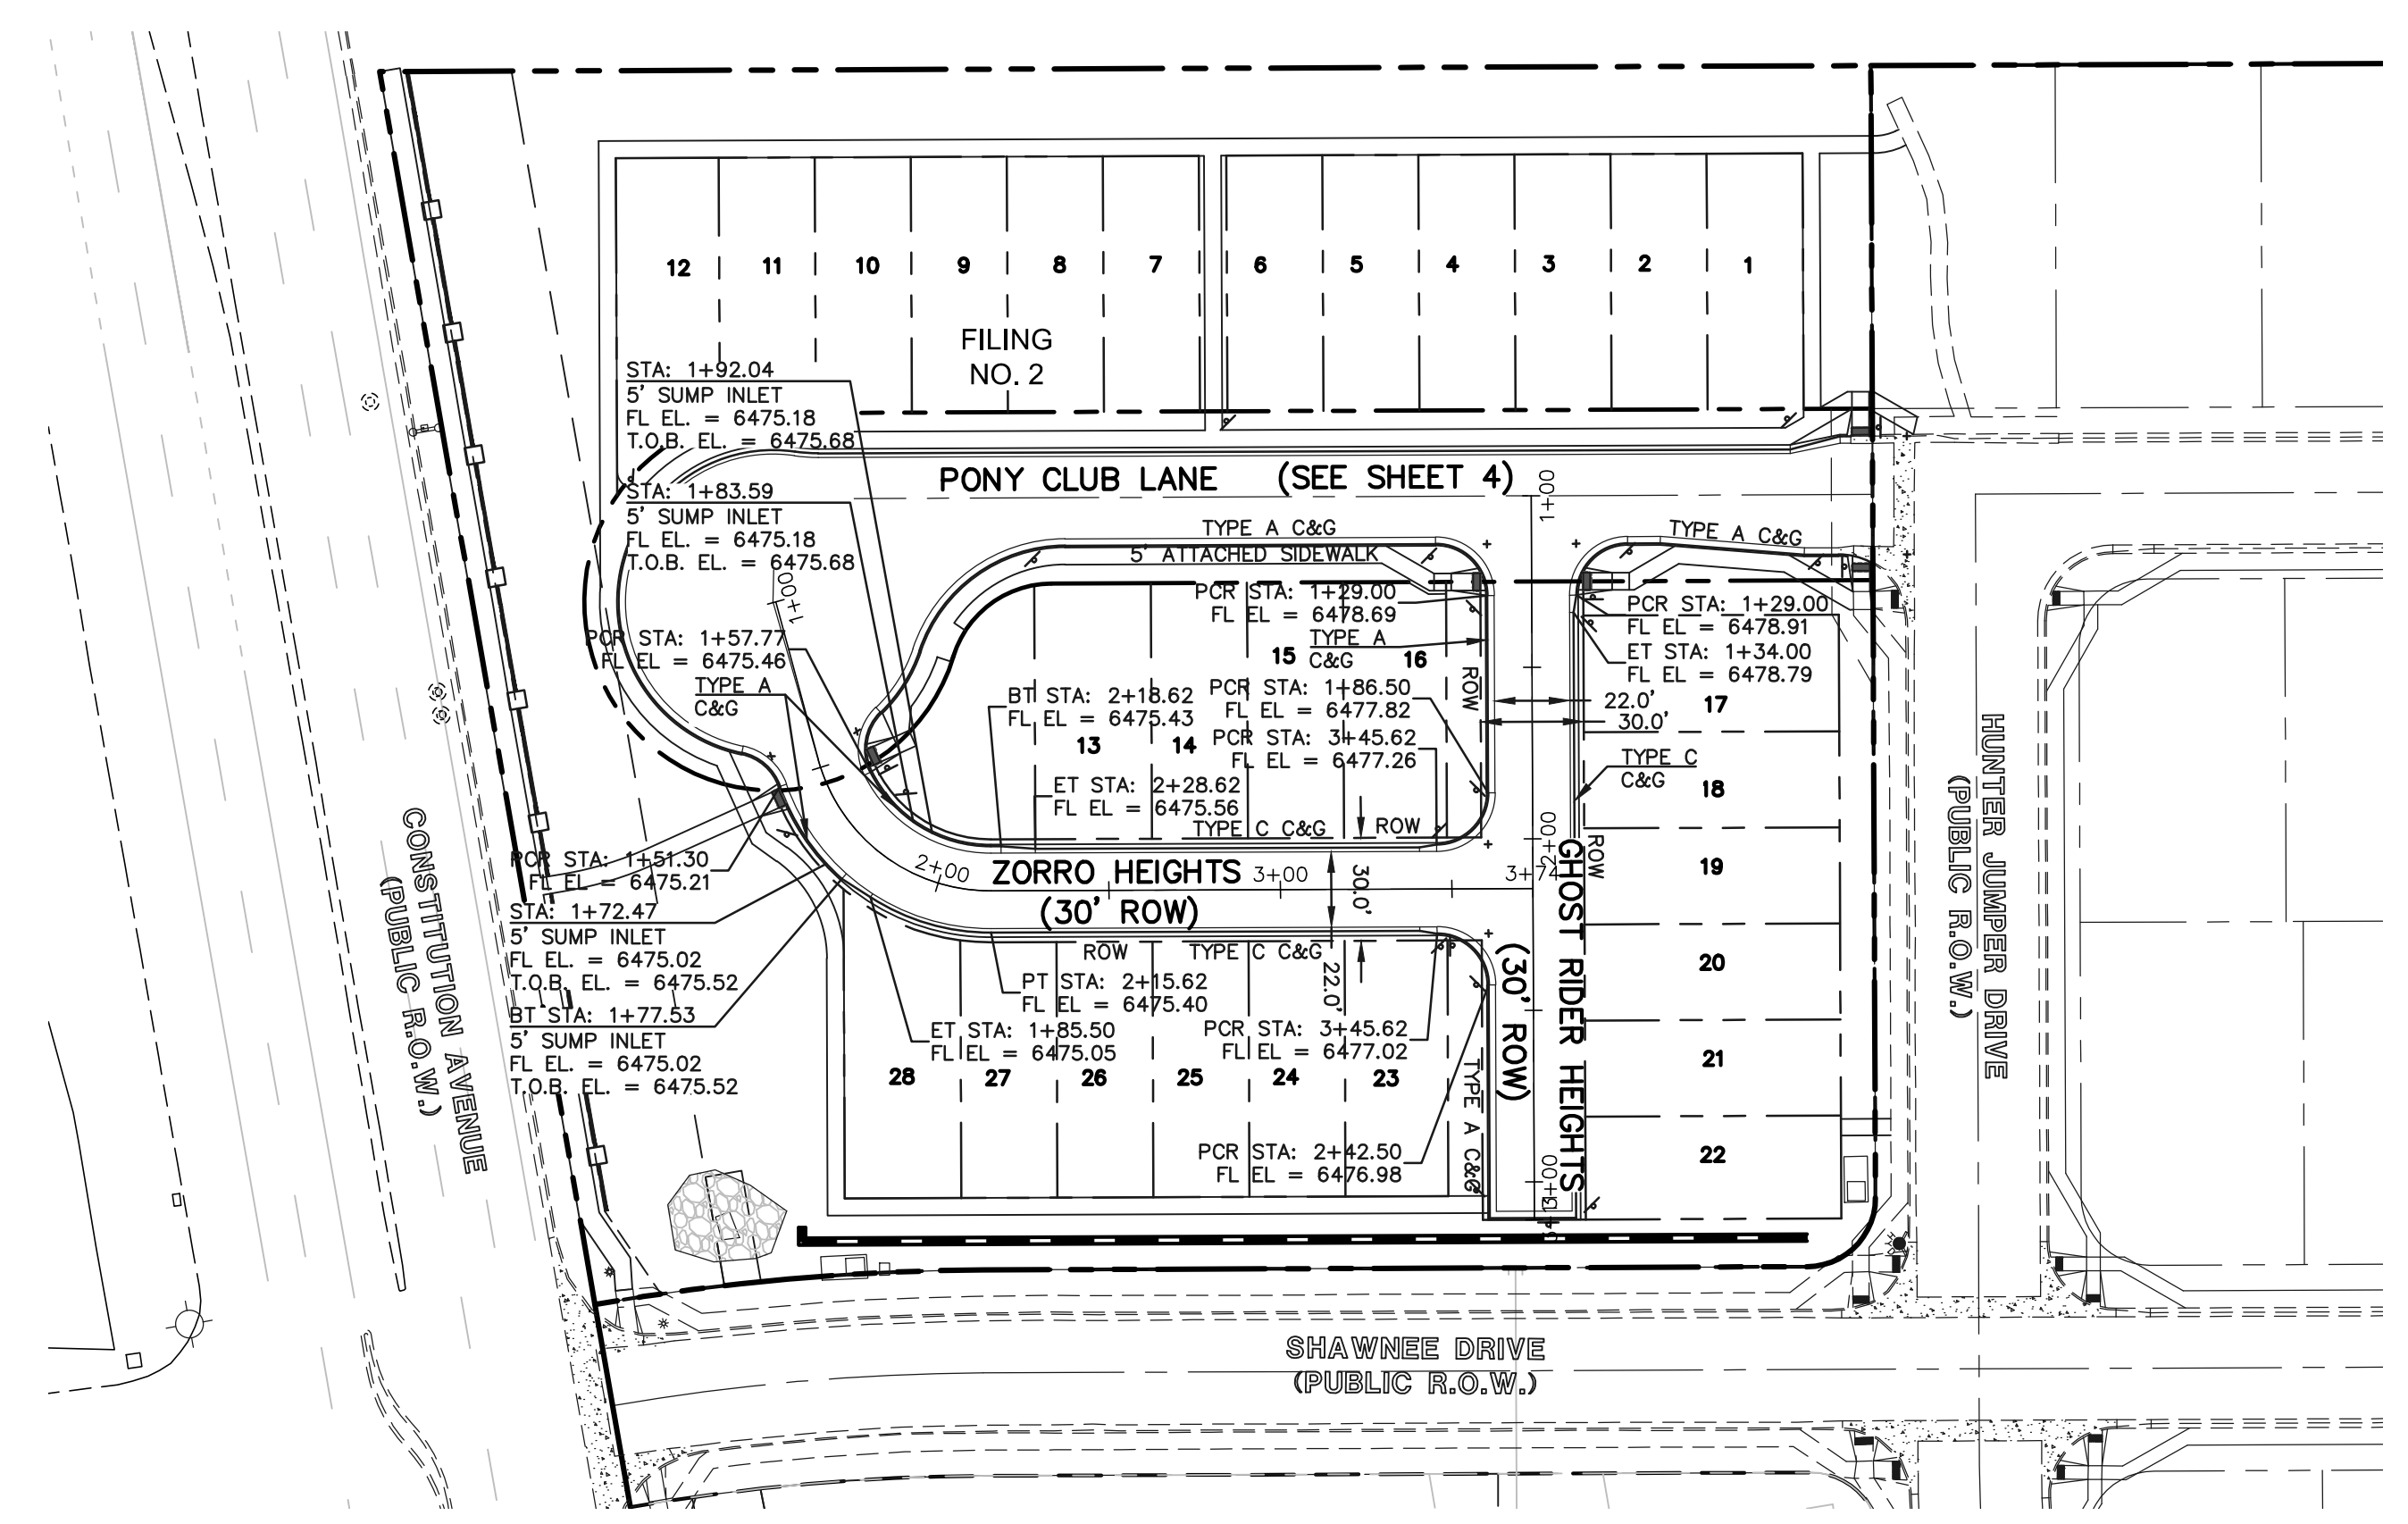 12
11
10
9
8
7
6
5
4
3
2
1
FILING
NO. 2
STA: 1+92.04
5' SUMP INLET
FL EL. = 6475.18
T.O.B. EL. = 6475.68
STA: 1+83.59
5' SUMP INLET
FL EL. = 6475.18
T.O.B. EL. = 6475.68
PONY CLUB LANE (SEE SHEET 4)
1+00
TYPE A C&G
5' ATTACHED SIDEWALK
TYPE A C&G
1+00
PCR STA: 1+29.00
FL EL = 6478.69
TYPE A
C&G
15
16
ROW
PCR STA: 1+29.00
FL EL = 6478.91
ET STA: 1+34.00
FL EL = 6478.79
17
PCR STA: 1+57.77
FL EL = 6475.46
TYPE A
C&G
BT STA: 2+18.62
FL EL = 6475.43
13
14
PCR STA: 1+86.50
FL EL = 6477.82
PCR STA: 3+45.62
FL EL = 6477.26
22.0'
30.0'
TYPE C
C&G
18
ET STA: 2+28.62
FL EL = 6475.56
TYPE C C&G
ROW
2+00
ROW
19
PCR STA: 1+51.30
FL EL = 6475.21
2+00
ZORRO HEIGHTS
(30' ROW)
3+00
30.0'
3+74
GHOST RIDER HEIGHTS
(30' ROW)
STA: 1+72.47
5' SUMP INLET
FL EL. = 6475.02
T.O.B. EL. = 6475.52
BT STA: 1+77.53
5' SUMP INLET
FL EL. = 6475.02
T.O.B. EL. = 6475.52
ROW
TYPE C C&G
22.0'
PT STA: 2+15.62
FL EL = 6475.40
ET STA: 1+85.50
FL EL = 6475.05
PCR STA: 3+45.62
FL EL = 6477.02
TYPE A C&G
20
21
22
28
27
26
25
24
23
PCR STA: 2+42.50
FL EL = 6476.98
3+00
CONSTITUTION AVENUE
(PUBLIC R.O.W.)
HUNTER JUMPER DRIVE
(PUBLIC R.O.W.)
SHAWNEE DRIVE
(PUBLIC R.O.W.)